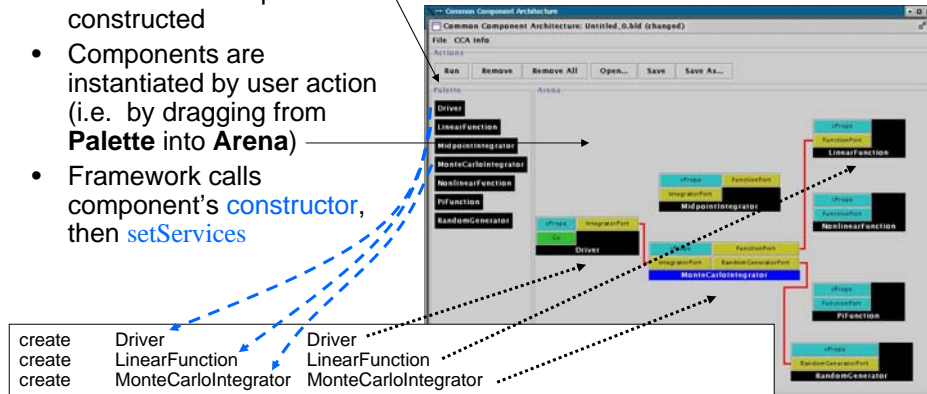 constructed
• Components are
instantiated by user action
(i.e. by dragging from
Palette into Arena)
• Framework calls
component's constructor,
then setServices
Common Component Architecture
Common Component Architecture: Untitled_0.bld (changed)
File CCA Info
Actions
Run Remove Remove All Open... Save Save As...
Palette
Arena
Driver
LinearFunction
MidpointIntegrator
MonteCarloIntegrator
NonlinearFunction
PiFunction
RandomGenerator
cProps
FunctionPort
LinearFunction
cProps FunctionPort
IntegratorPort
MidpointIntegrator
cProps
FunctionPort
NonlinearFunction
cProps IntegratorPort
Go
Driver
cProps FunctionPort
IntegratorPort RandomGeneratorPort
MonteCarloIntegrator
cProps
FunctionPort
PiFunction
cProps
RandomGeneratorPort
RandomGenerator
create Driver Driver
create LinearFunction LinearFunction
create MonteCarloIntegrator MonteCarloIntegrator